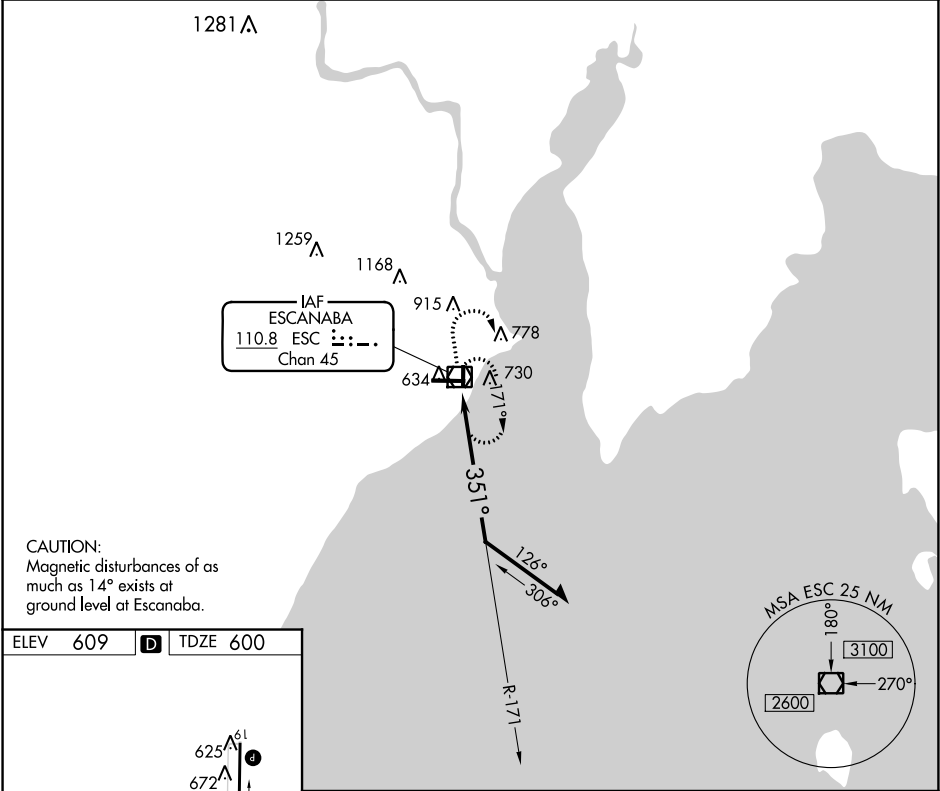 1281
1259
1168
915
778
IAF
ESCANABA
110.8 ESC
Chan 45
634
730
171°
351°
126°
306°
CAUTION:
Magnetic disturbances of as
much as 14° exists at
ground level at Escanaba.
MSA ESC 25 NM
180°
3100
270°
2600
R-171
ELEV 609 D TDZE 600
19
625
P
672